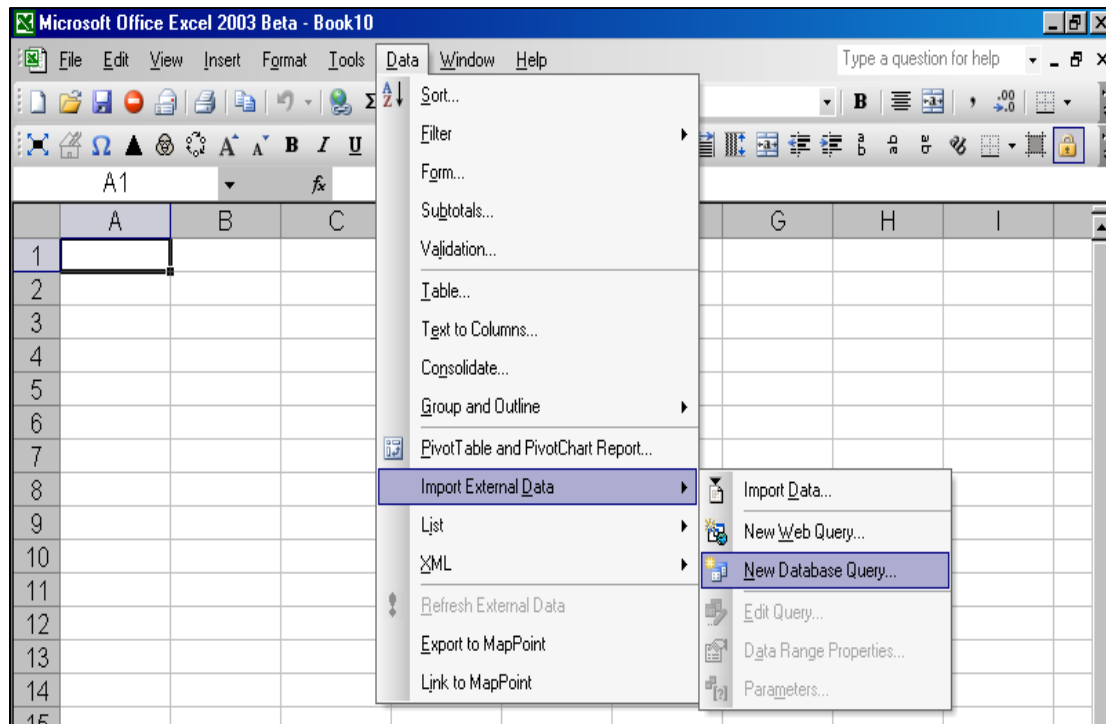 Microsoft Office Excel 2003 Beta - Book10
File Edit View Insert Format Tools Data Window Help Type a question for help
B
A A B I U
A1 fx
A B C G H I
1
2
3
4
5
6
7
8
9
10
11
12
13
14
15
Sort...
Filter
Form...
Subtotals...
Validation...
Table...
Text to Columns...
Consolidate...
Group and Outline
PivotTable and PivotChart Report...
Import External Data
List
XML
Refresh External Data
Export to MapPoint
Link to MapPoint
Import Data...
New Web Query...
New Database Query...
Edit Query...
Data Range Properties...
Parameters...